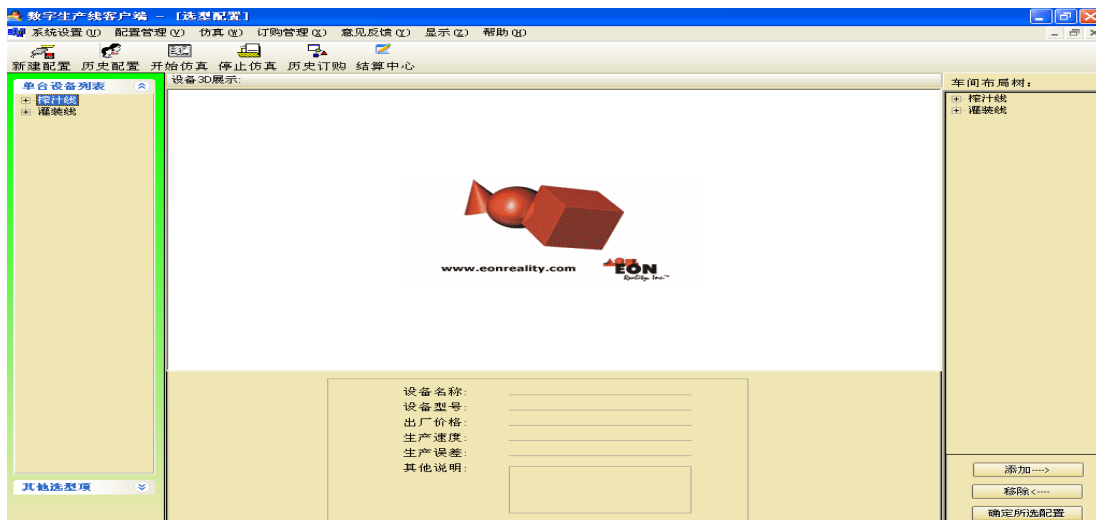 数字生产线客户端 - [选型配置]
系统设置(U) 配置管理(V) 仿真(W) 订购管理(X) 意见反馈(Y) 显示(Z) 帮助(H)
新建配置 历史配置 开始仿真 停止仿真 历史订购 结算中心
单台设备列表
榨汁线
灌装线
其他选型项
设备3D展示:
www.eonreality.com
EON
Reality, Inc.™
设备名称:
设备型号:
出厂价格:
生产速度:
生产误差:
其他说明:
车间布局树:
榨汁线
灌装线
添加---->
移除<----
确定所选配置